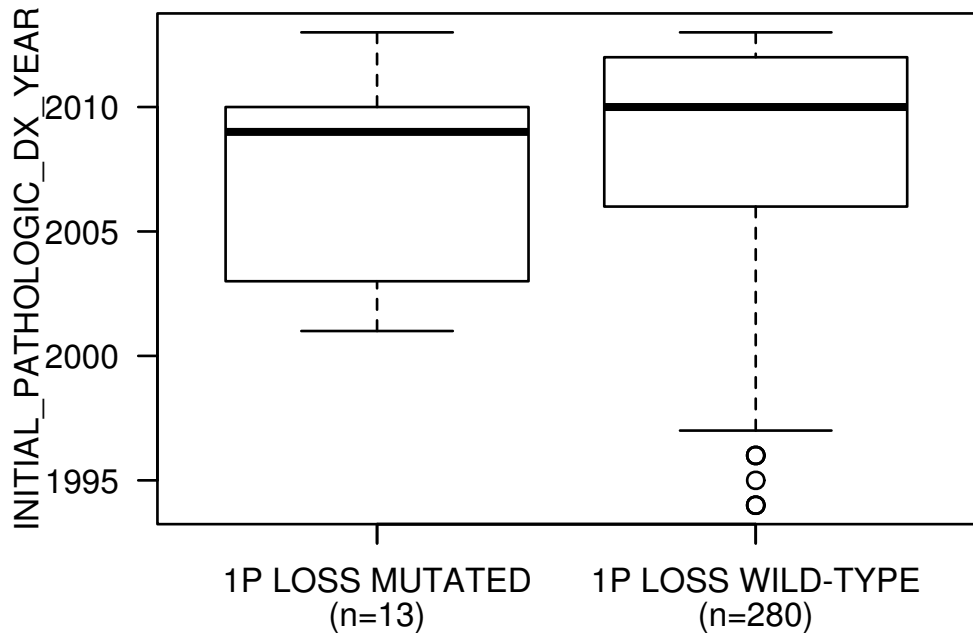 INITIAL_PATHOLOGIC_DX_YEAR
2010
2005
2000
1995
1P LOSS MUTATED
(n=13)
1P LOSS WILD-TYPE
(n=280)